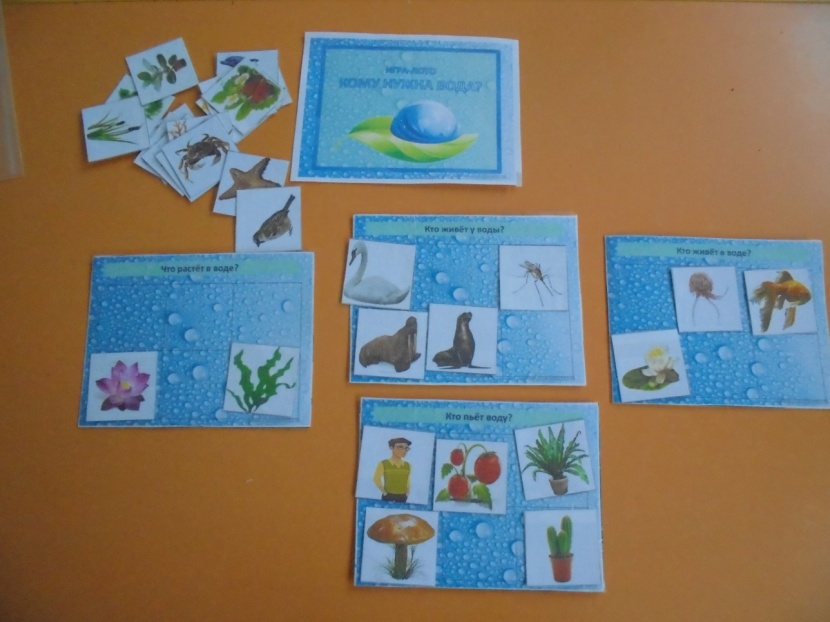 ИГРА-ЛОТО
КОМУ НУЖНА ВОДА?
Кто живёт у воды?
Кто живёт в воде?
Что растёт в воде?
Кто пьёт воду?